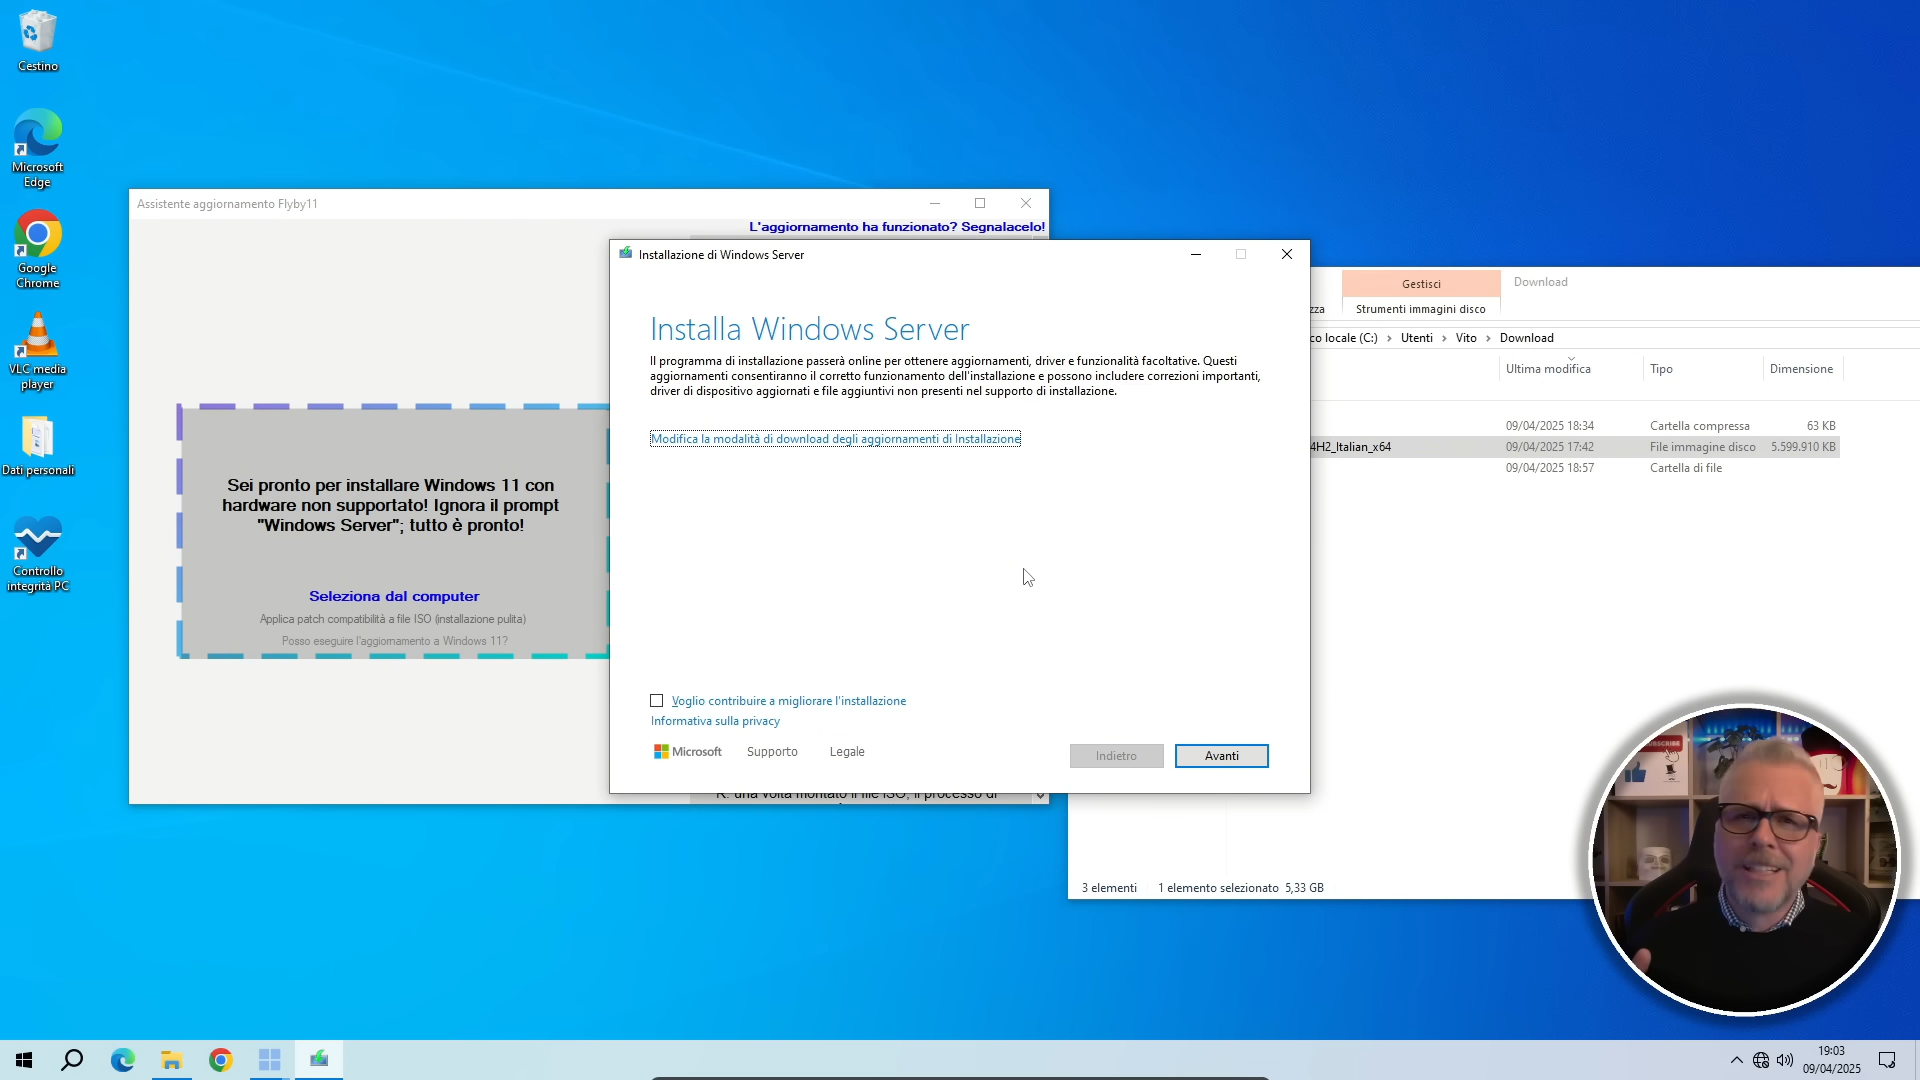 Cestino
Microsoft
Edge
Google
Chrome
VLC media
player
Dati personali
Controllo
integrità PC
Assistente aggiornamento Flyby11
L'aggiornamento ha funzionato? Segnalacelo!
Sei pronto per installare Windows 11 con
hardware non supportato! Ignora il prompt
"Windows Server"; tutto è pronto!
Seleziona dal computer
Applica patch compatibilità a file ISO (installazione pulita)
Posso eseguire l'aggiornamento a Windows 11?
R: una volta montato il file ISO, il processo di
Installazione di Windows Server
Installa Windows Server
Il programma di installazione passerà online per ottenere aggiornamenti, driver e funzionalità facoltative. Questi
aggiornamenti consentiranno il corretto funzionamento dell'installazione e possono includere correzioni importanti,
driver di dispositivo aggiornati e file aggiuntivi non presenti nel supporto di installazione.
Modifica la modalità di download degli aggiornamenti di Installazione
Voglio contribuire a migliorare l'installazione
Informativa sulla privacy
Microsoft Supporto Legale
Indietro Avanti
Gestisci Download
zza Strumenti immagini disco
co locale (C:) Utenti Vito Download
Ultima modifica Tipo Dimensione
09/04/2025 18:34 Cartella compressa 63 KB
4H2_Italian_x64 09/04/2025 17:42 File immagine disco 5.599.910 KB
09/04/2025 18:57 Cartella di file
3 elementi 1 elemento selezionato 5,33 GB
SUBSCRIBE
19:03
09/04/2025